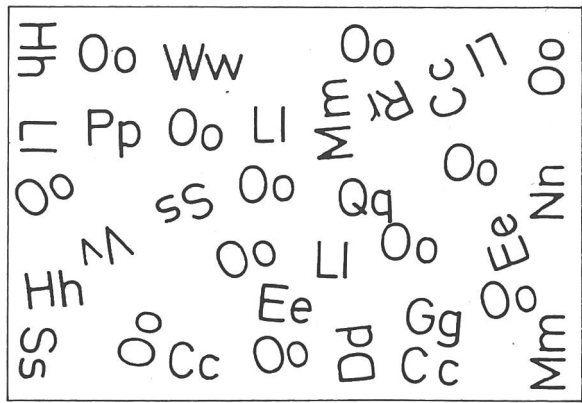 Hh Oo Ww Oo Cc Ll Oo
Ll Pp Oo Ll Mm Rr
Oo Ss Oo Qq Oo Nn
Vv Oo Ll Oo Ee
Hh Ee Gg Oo
Ss Oo Cc Oo Dd Cc Mm